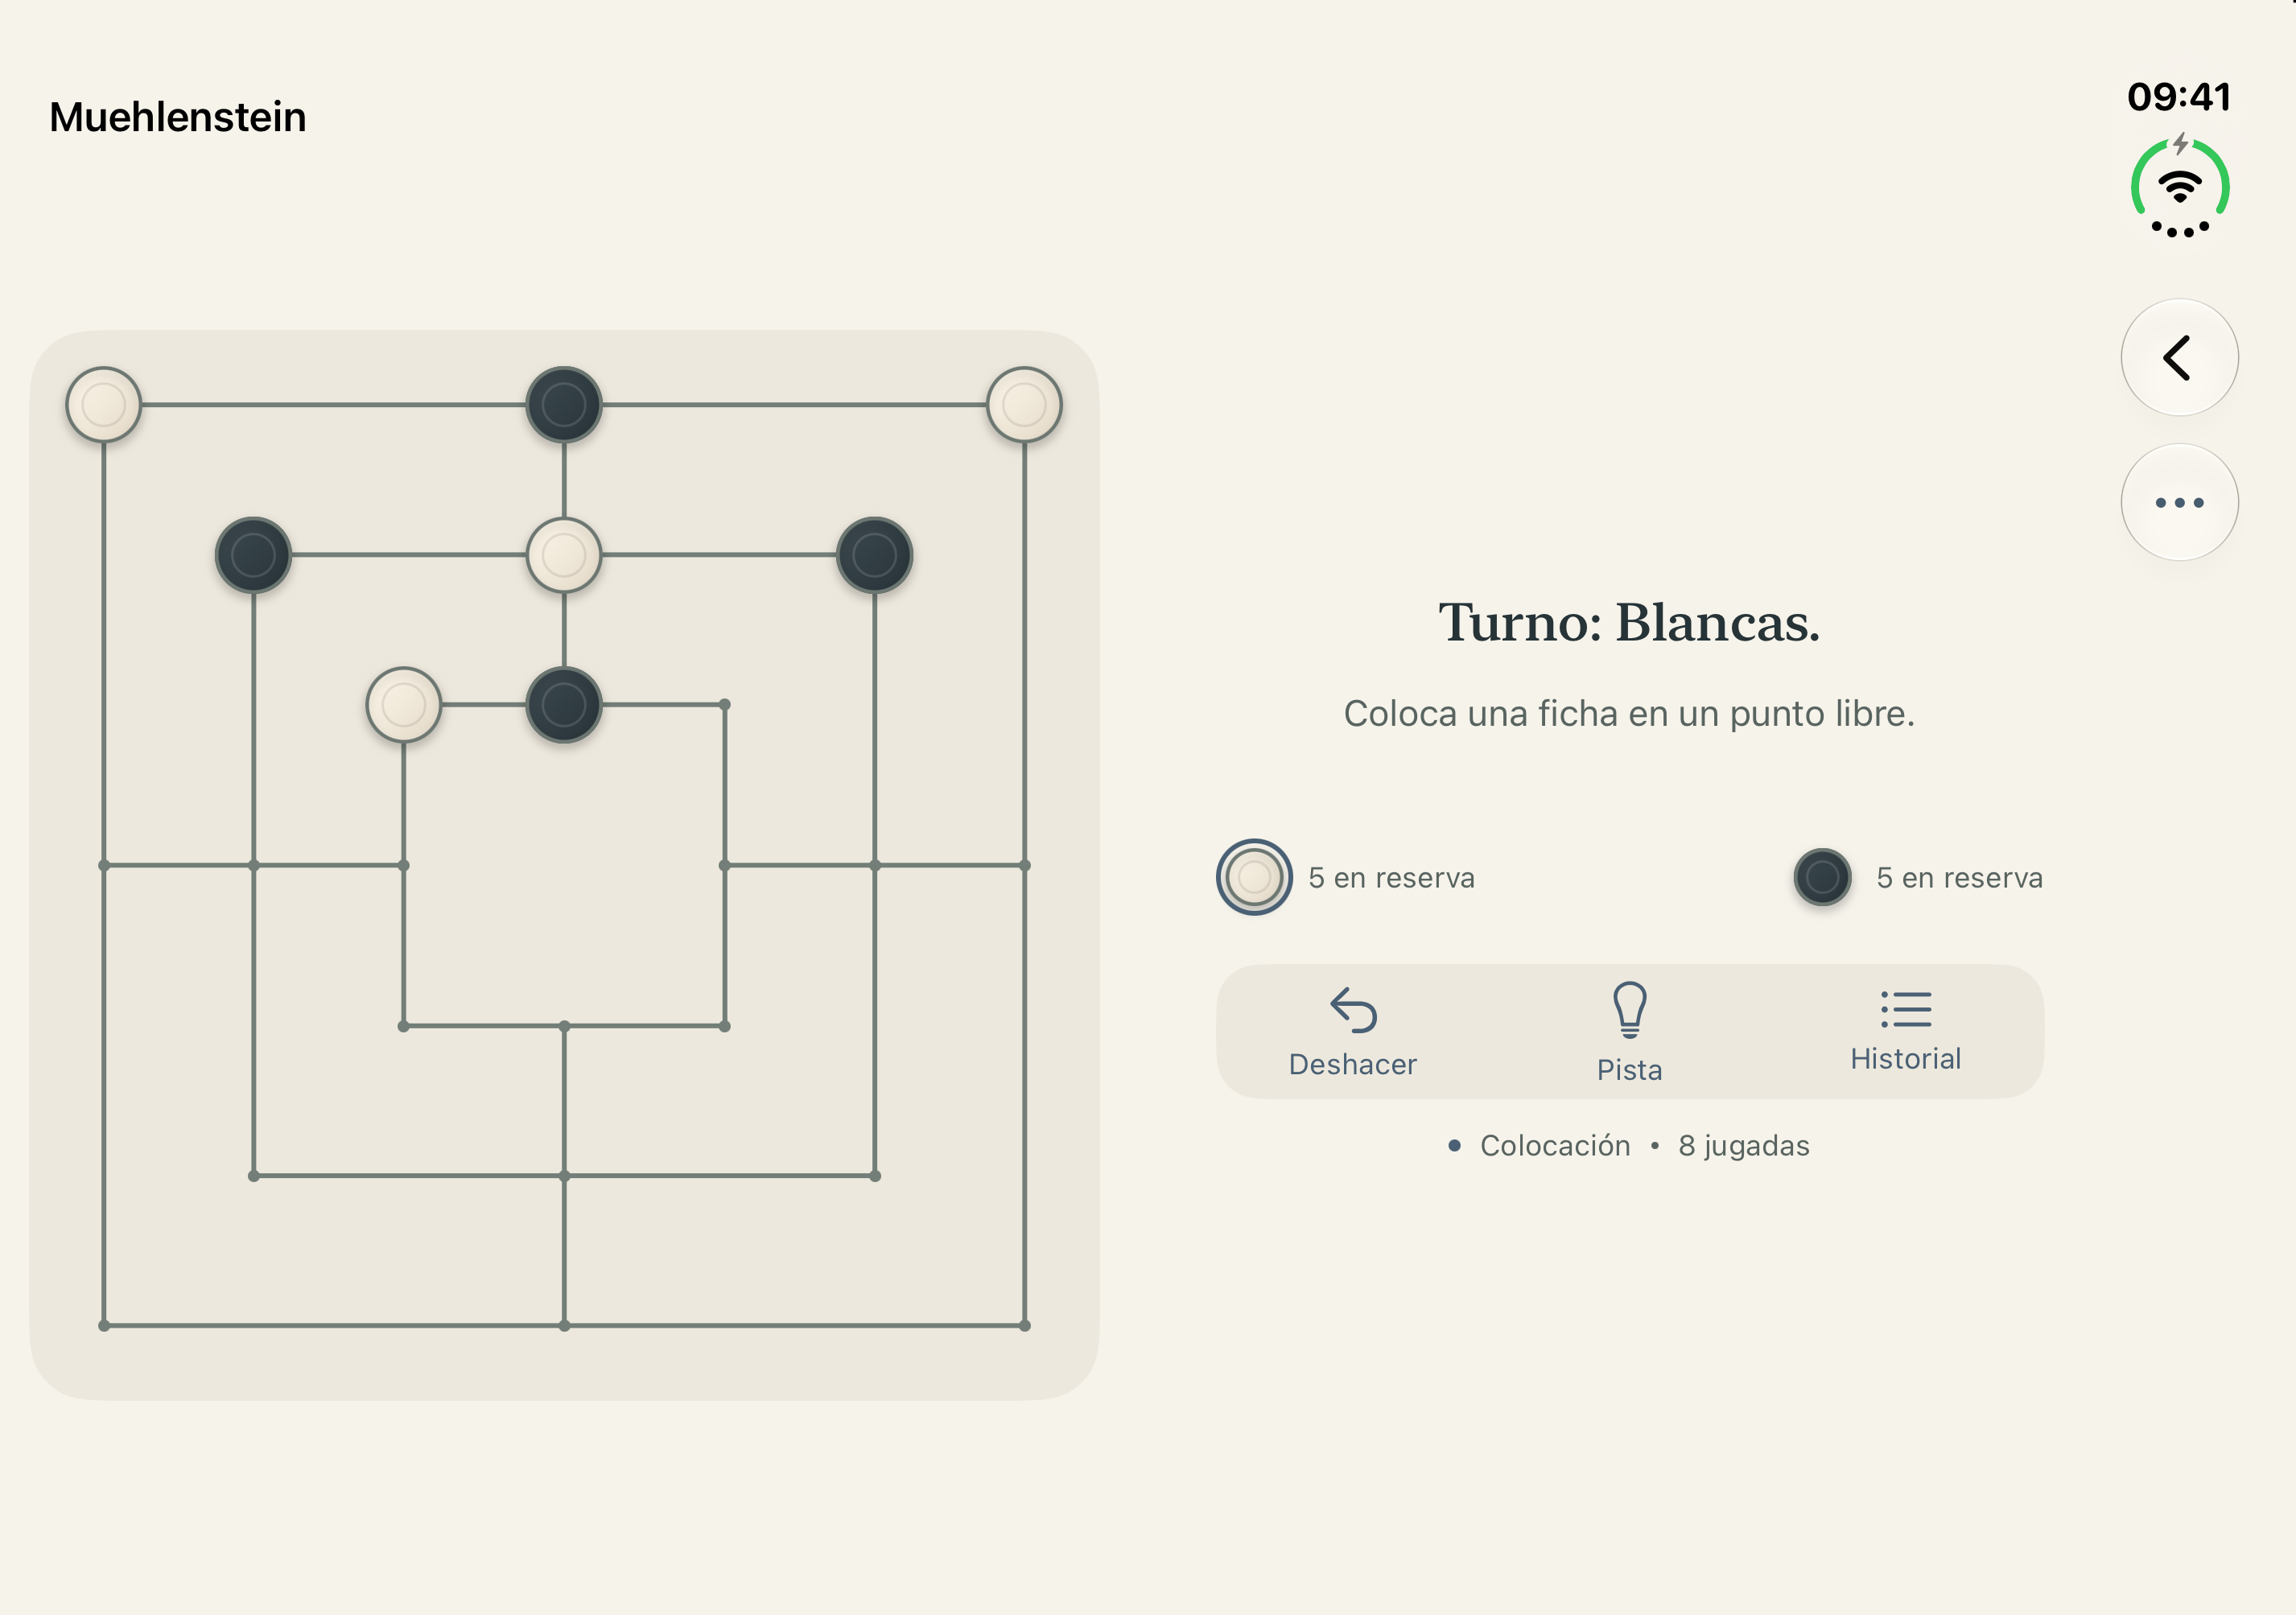 Muehlenstein
09:41
Turno: Blancas.
Coloca una ficha en un punto libre.
5 en reserva
5 en reserva
Deshacer
Pista
Historial
• Colocación • 8 jugadas